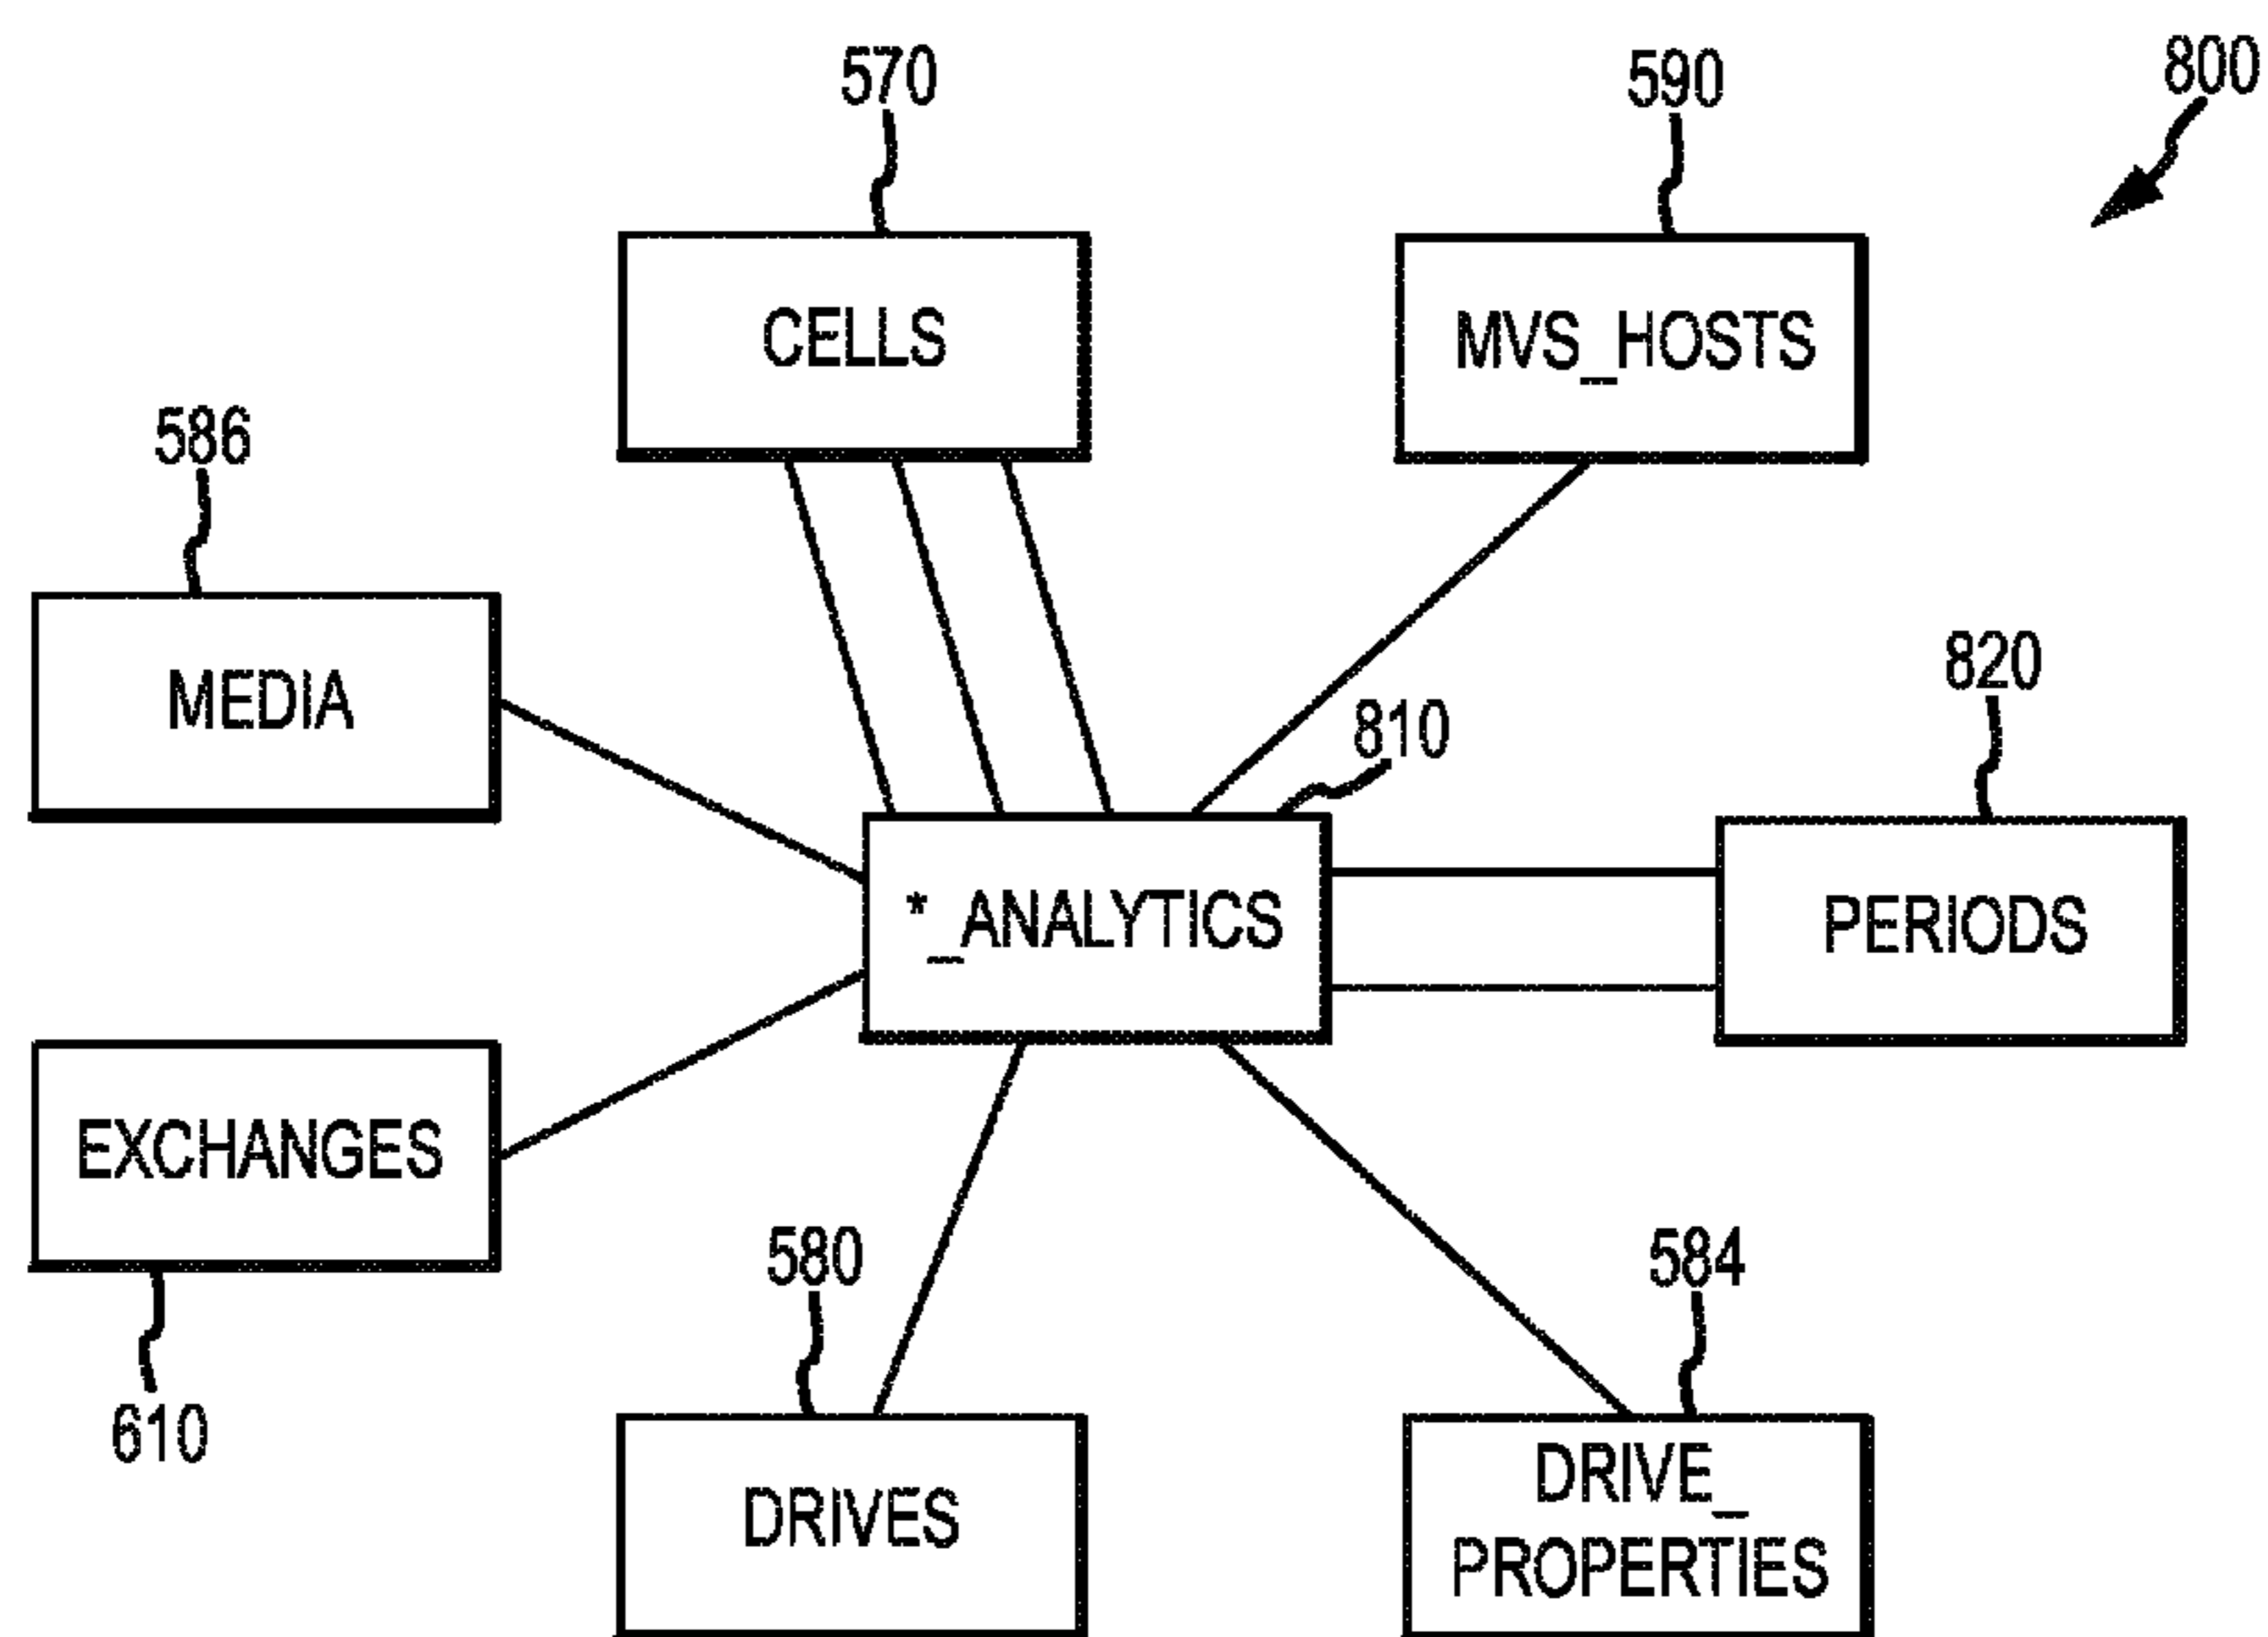 570
590
800
CELLS
MVS_HOSTS
586
MEDIA
820
810
*_ANALYTICS
PERIODS
EXCHANGES
580
584
610
DRIVES
DRIVE_
PROPERTIES